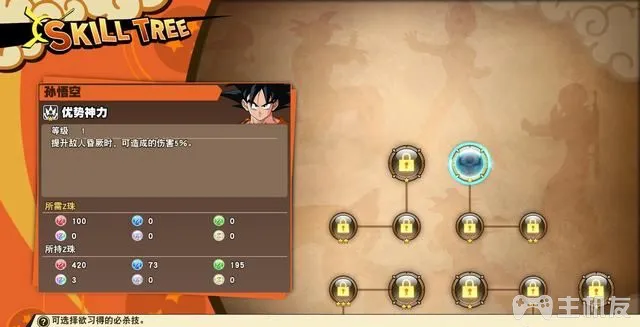 SKILL TREE
孙悟空
优势神力
等级 1
提升敌人昏厥时、可造成的伤害5%。
所需Z珠
100 0 0
0 0 0
所持Z珠
420 73 195
3 0 0
? 可选择欲习得的必杀技。
主机友